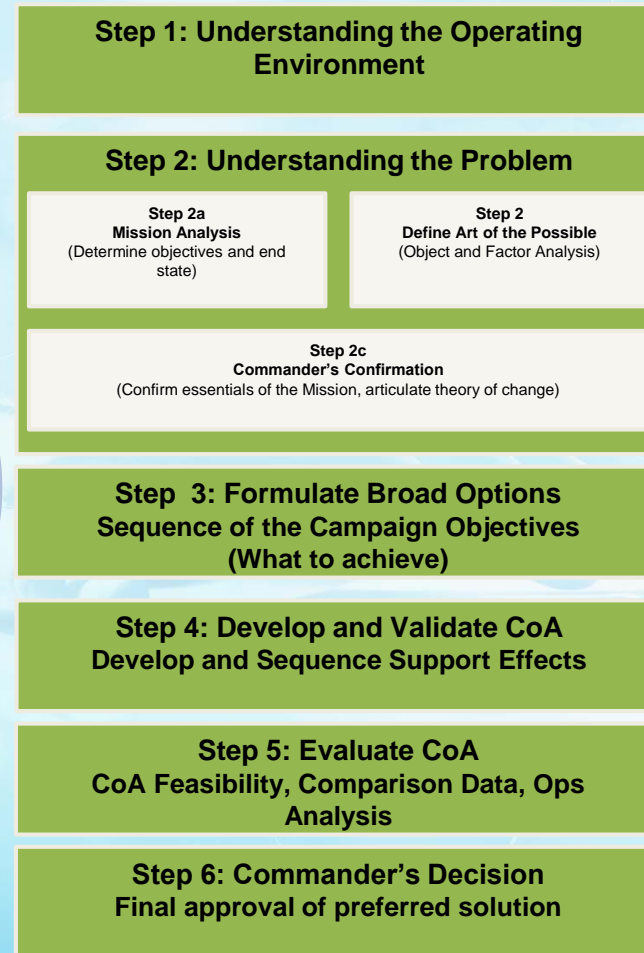 Step 1: Understanding the Operating
Environment
Step 2: Understanding the Problem
Step 2a
Mission Analysis
(Determine objectives and end
state)
Step 2
Define Art of the Possible
(Object and Factor Analysis)
Step 2c
Commander's Confirmation
(Confirm essentials of the Mission, articulate theory of change)
Step 3: Formulate Broad Options
Sequence of the Campaign Objectives
(What to achieve)
Step 4: Develop and Validate CoA
Develop and Sequence Support Effects
Step 5: Evaluate CoA
CoA Feasibility, Comparison Data, Ops
Analysis
Step 6: Commander's Decision
Final approval of preferred solution